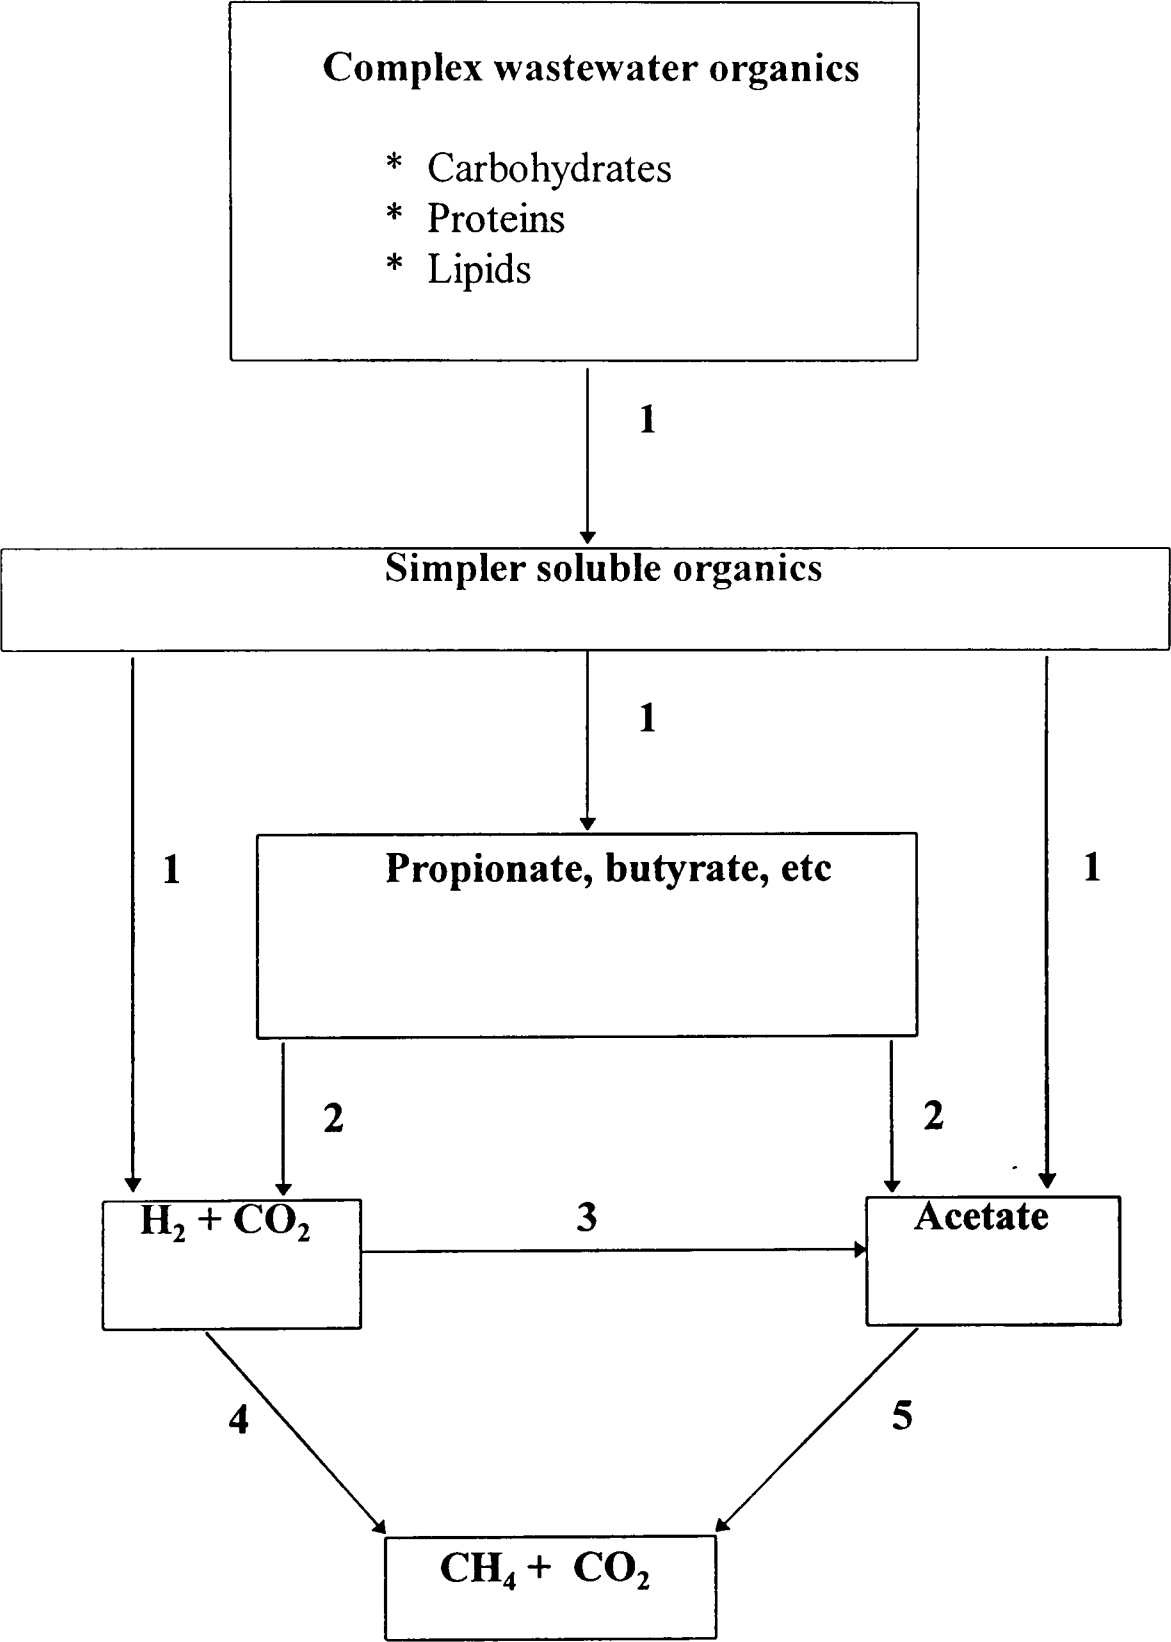 Complex wastewater organics
* Carbohydrates
* Proteins
* Lipids
1
Simpler soluble organics
1
1
1
Propionate, butyrate, etc
2
2
H₂ + CO₂
3
Acetate
4
5
CH₄ + CO₂